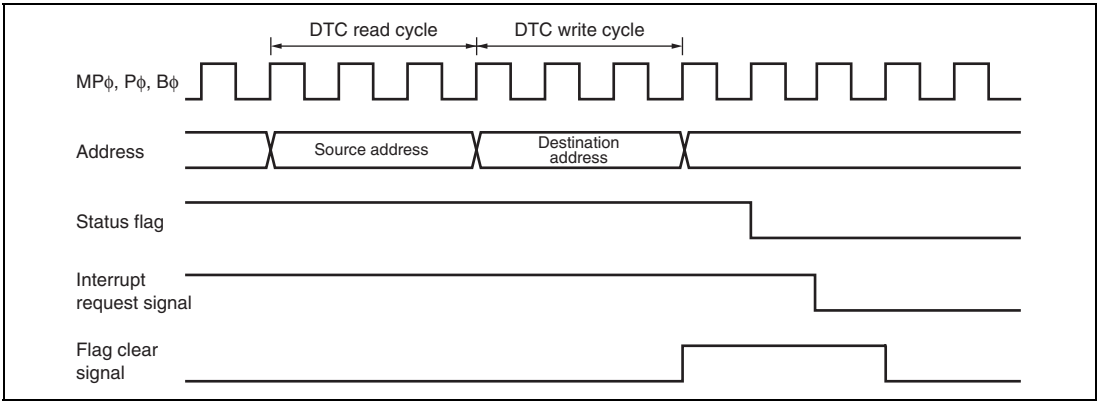 DTC read cycle
DTC write cycle
MPφ, Pφ, Bφ
Address
Source address
Destination
address
Status flag
Interrupt
request signal
Flag clear
signal